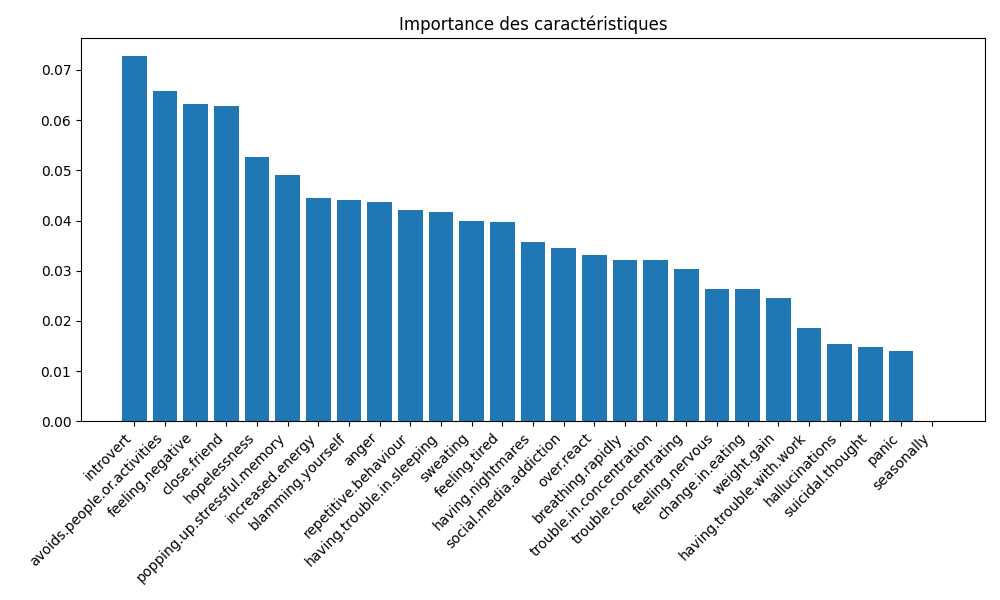 Importance des caractéristiques
0.07
0.06
0.05
0.04
0.03
0.02
0.01
0.00
introvert
avoids.people.or.activities
feeling.negative
close.friend
hopelessness
popping.up.stressful.memory
increased.energy
blamming.yourself
anger
repetitive.behaviour
having.trouble.in.sleeping
sweating
feeling.tired
having.nightmares
social.media.addiction
over.react
breathing.rapidly
trouble.in.concentration
trouble.concentrating
feeling.nervous
change.in.eating
weight.gain
having.trouble.with.work
hallucinations
suicidal.thought
panic
seasonally